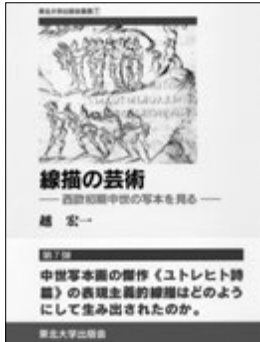 東北大学出版会叢書⑦
線描の芸術
── 西欧初期中世の写本を見る ──
越 宏一
第7弾
中世写本画の傑作《ユトレヒト詩
篇》の表現主義的線描はどのよう
にして生み出されたのか。
東北大学出版会